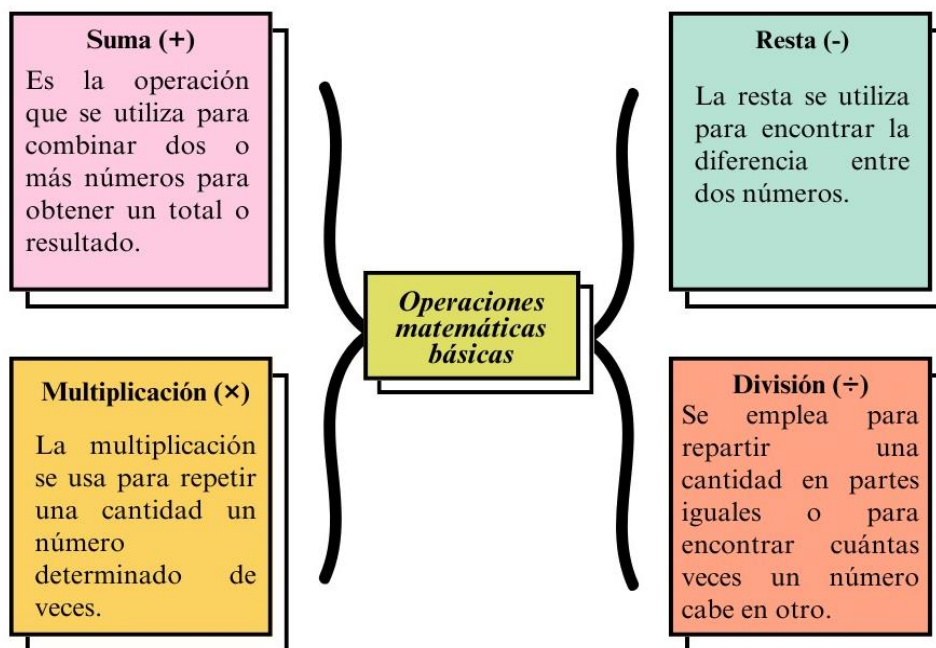 Suma (+)
Es la operación
que se utiliza para
combinar dos o
más números para
obtener un total o
resultado.
Resta (-)
La resta se utiliza
para encontrar la
diferencia entre
dos números.
Operaciones
matemáticas
básicas
Multiplicación (×)
La multiplicación
se usa para repetir
una cantidad un
número
determinado de
veces.
División (÷)
Se emplea para
repartir una
cantidad en partes
iguales o para
encontrar cuántas
veces un número
cabe en otro.